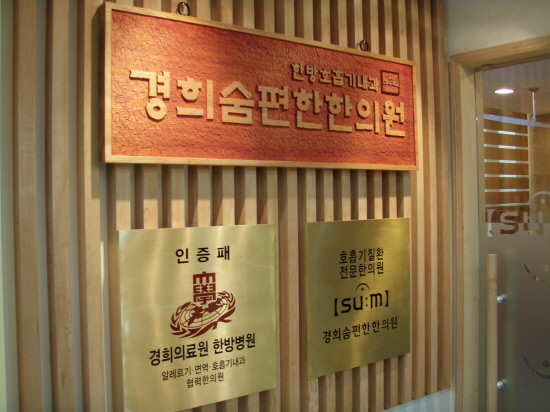 한방호흡기내과
경희숨편한한의원
인증패
경희의료원 한방병원
알레르기·면역·호흡기내과
협력한의원
호흡기질환
전문한의원
[su:m]
경희숨편한한의원
[su: